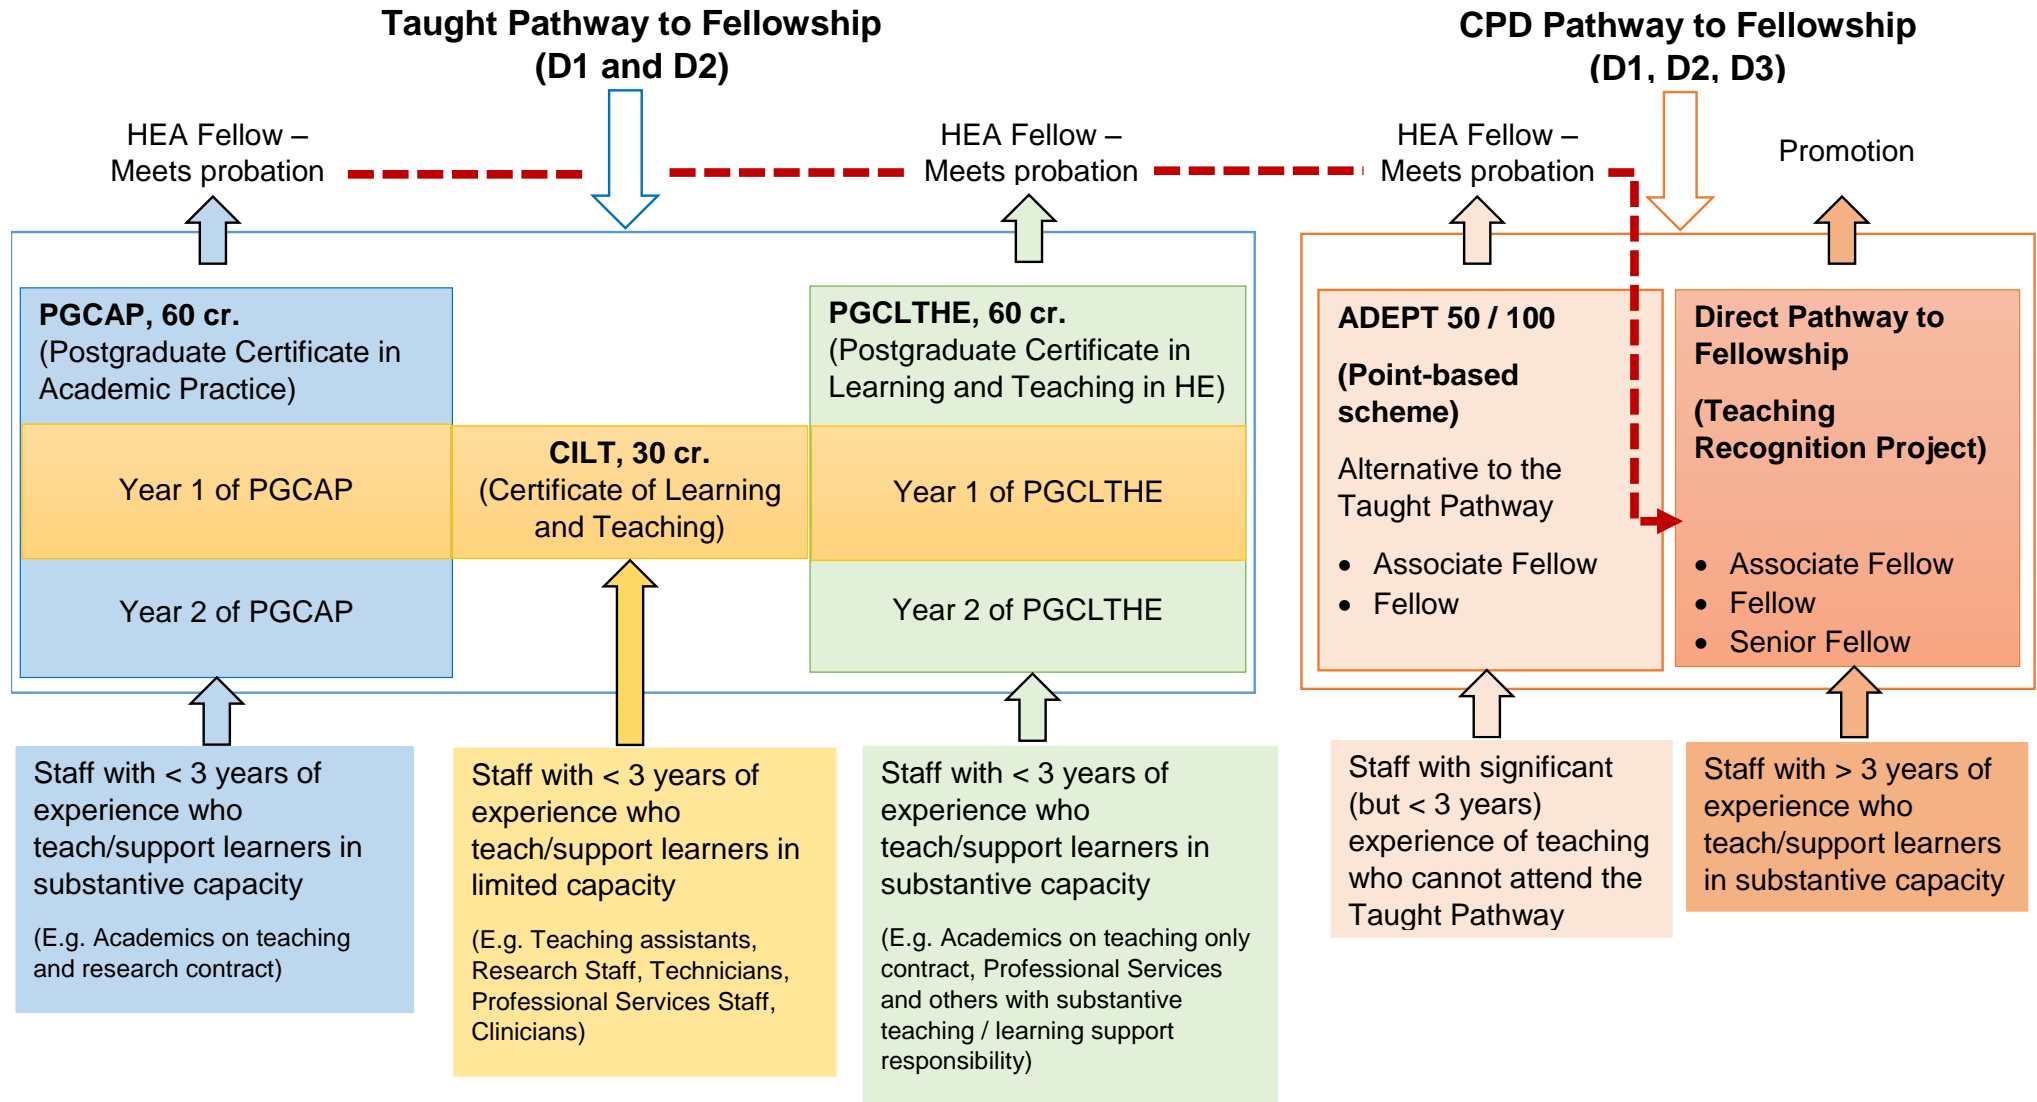 Taught Pathway to Fellowship
(D1 and D2)
CPD Pathway to Fellowship
(D1, D2, D3)
HEA Fellow –
Meets probation
HEA Fellow –
Meets probation
HEA Fellow –
Meets probation
Promotion
PGCAP, 60 cr.
(Postgraduate Certificate in
Academic Practice)
Year 1 of PGCAP
Year 2 of PGCAP
CILT, 30 cr.
(Certificate of Learning
and Teaching)
PGCLTHE, 60 cr.
(Postgraduate Certificate in
Learning and Teaching in HE)
Year 1 of PGCLTHE
Year 2 of PGCLTHE
ADEPT 50 / 100
(Point-based
scheme)
Alternative to the
Taught Pathway
• Associate Fellow
• Fellow
Direct Pathway to
Fellowship
(Teaching
Recognition Project)
• Associate Fellow
• Fellow
• Senior Fellow
Staff with < 3 years of
experience who
teach/support learners in
substantive capacity
(E.g. Academics on teaching
and research contract)
Staff with < 3 years of
experience who
teach/support learners in
limited capacity
(E.g. Teaching assistants,
Research Staff, Technicians,
Professional Services Staff,
Clinicians)
Staff with < 3 years of
experience who
teach/support learners in
substantive capacity
(E.g. Academics on teaching only
contract, Professional Services
and others with substantive
teaching / learning support
responsibility)
Staff with significant
(but < 3 years)
experience of teaching
who cannot attend the
Taught Pathway
Staff with > 3 years of
experience who
teach/support learners
in substantive capacity